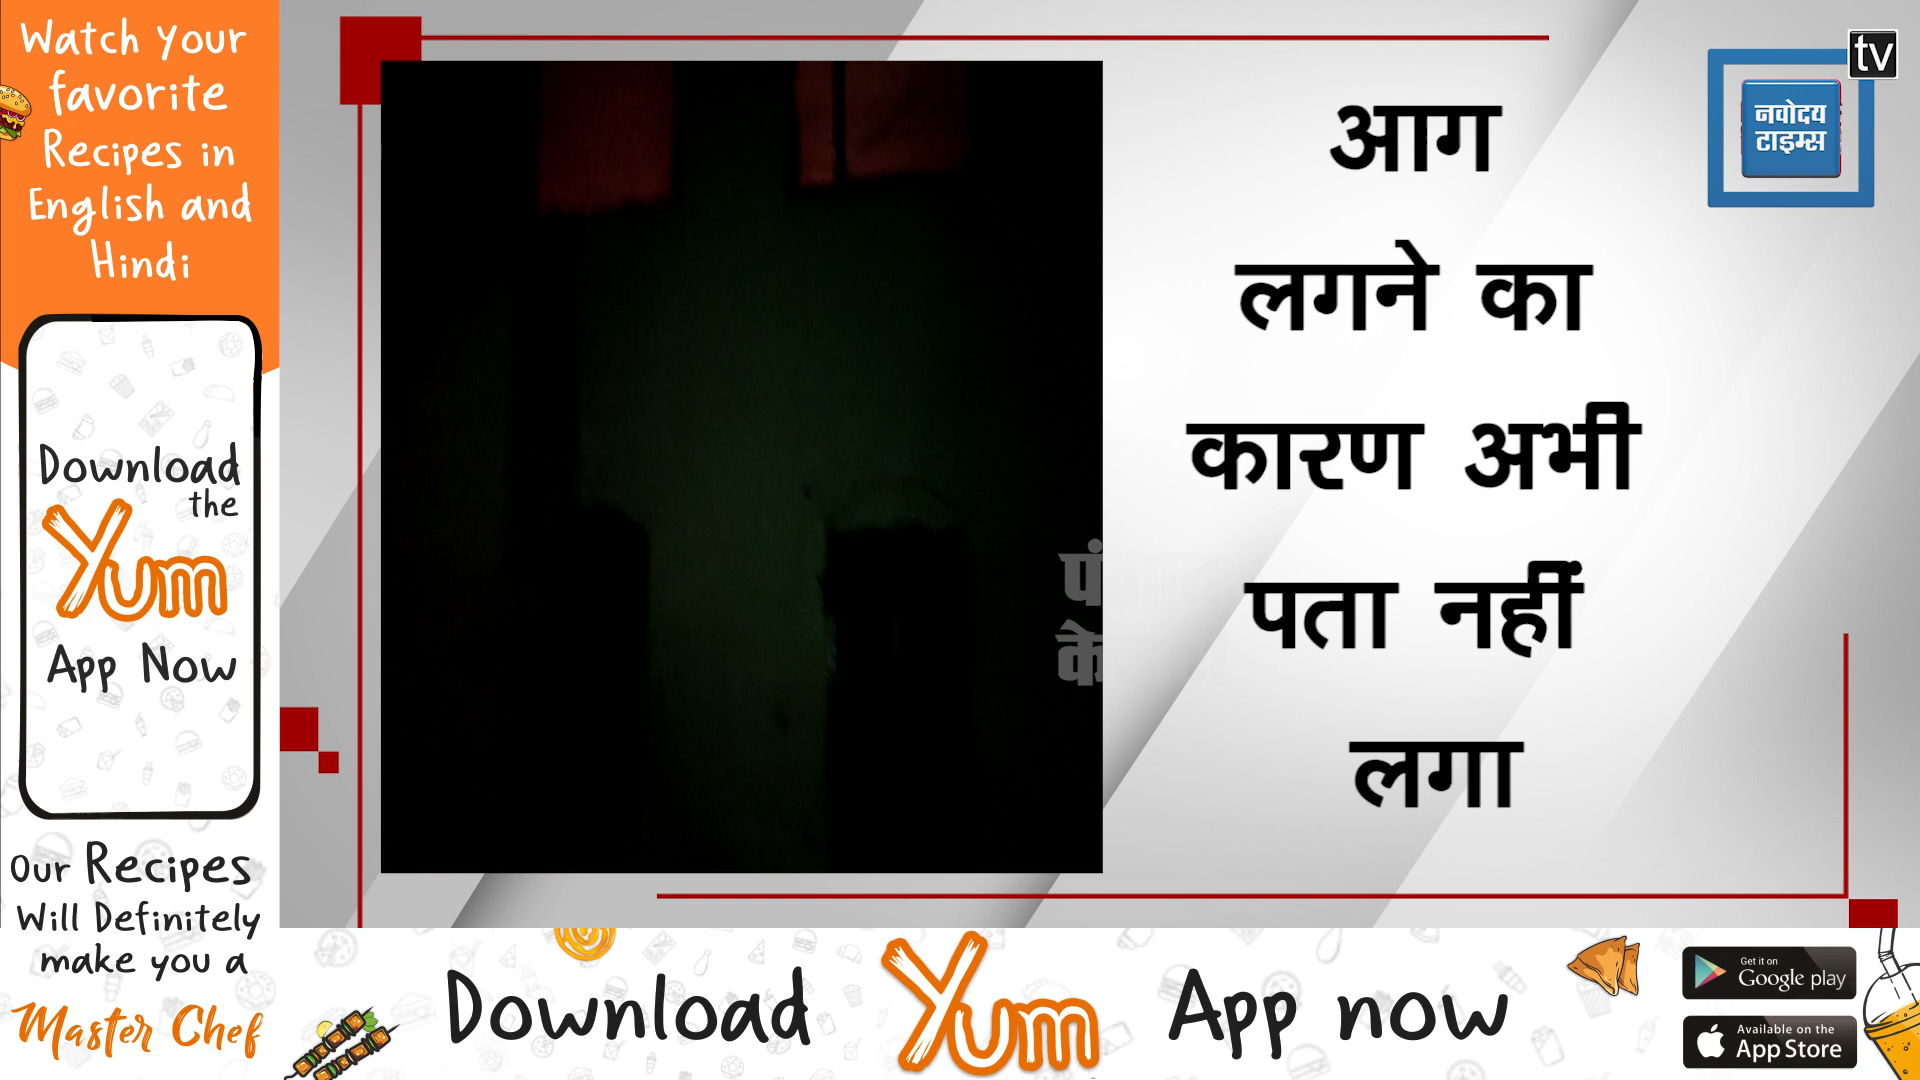 Watch your
favorite
Recipes in
English and
Hindi
Download
the
Yum
App Now
Our Recipes
Will Definitely
make you a
Master Chef
आग
लगने का
कारण अभी
पता नहीं
लगा
tv
नवोदय
टाइम्स
Download Yum App now
Get it on
Google play
Available on the
App Store